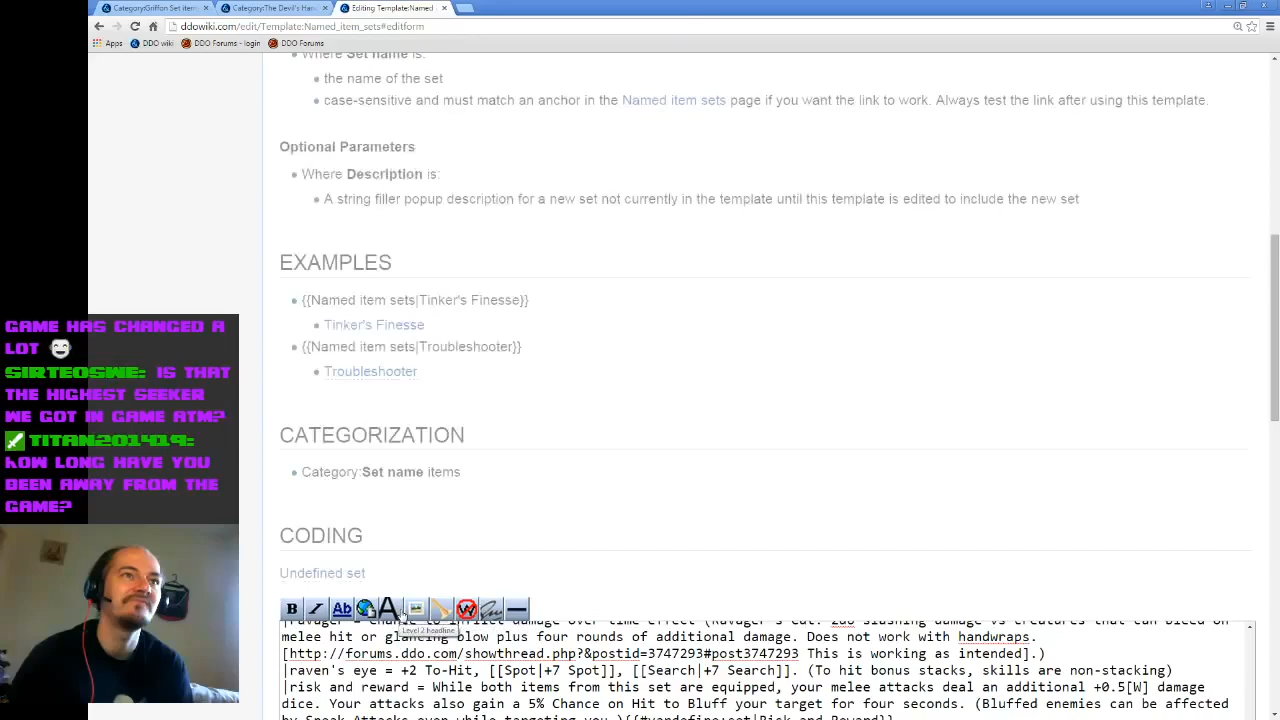 Category:Griffon Set item
Category:The Devil's Han
Editing Template:Named I
ddowiki.com/edit/Template:Named_item_sets#editform
Apps
DDO wiki
DDO Forums - login
DDO Forums
Where Set name is:
the name of the set
case-sensitive and must match an anchor in the Named item sets page if you want the link to work. Always test the link after using this template.
Optional Parameters
Where Description is:
A string filler popup description for a new set not currently in the template until this template is edited to include the new set
EXAMPLES
{{Named item sets|Tinker's Finesse}}
Tinker's Finesse
{{Named item sets|Troubleshooter}}
Troubleshooter
CATEGORIZATION
Category:Set name items
CODING
Undefined set
B I Ab A W
Level 2 headline
melee hit or glancing blow plus four rounds of additional damage. Does not work with handwraps.
[http://forums.ddo.com/showthread.php?&postid=3747293#post3747293 This is working as intended].)
|raven's eye = +2 To-Hit, [[Spot|+7 Spot]], [[Search|+7 Search]]. (To hit bonus stacks, skills are non-stacking)
|risk and reward = While both items from this set are equipped, your melee attacks deal an additional +0.5[W] damage
dice. Your attacks also gain a 5% Chance on Hit to Bluff your target for four seconds. (Bluffed enemies can be affected
GAME HAS CHANGED A
LOT
SIRTEOSWE: IS THAT
THE HIGHEST SEEKER
WE GOT IN GAME ATM?
TITAN201419:
HOW LONG HAVE YOU
BEEN AWAY FROM THE
GAME?